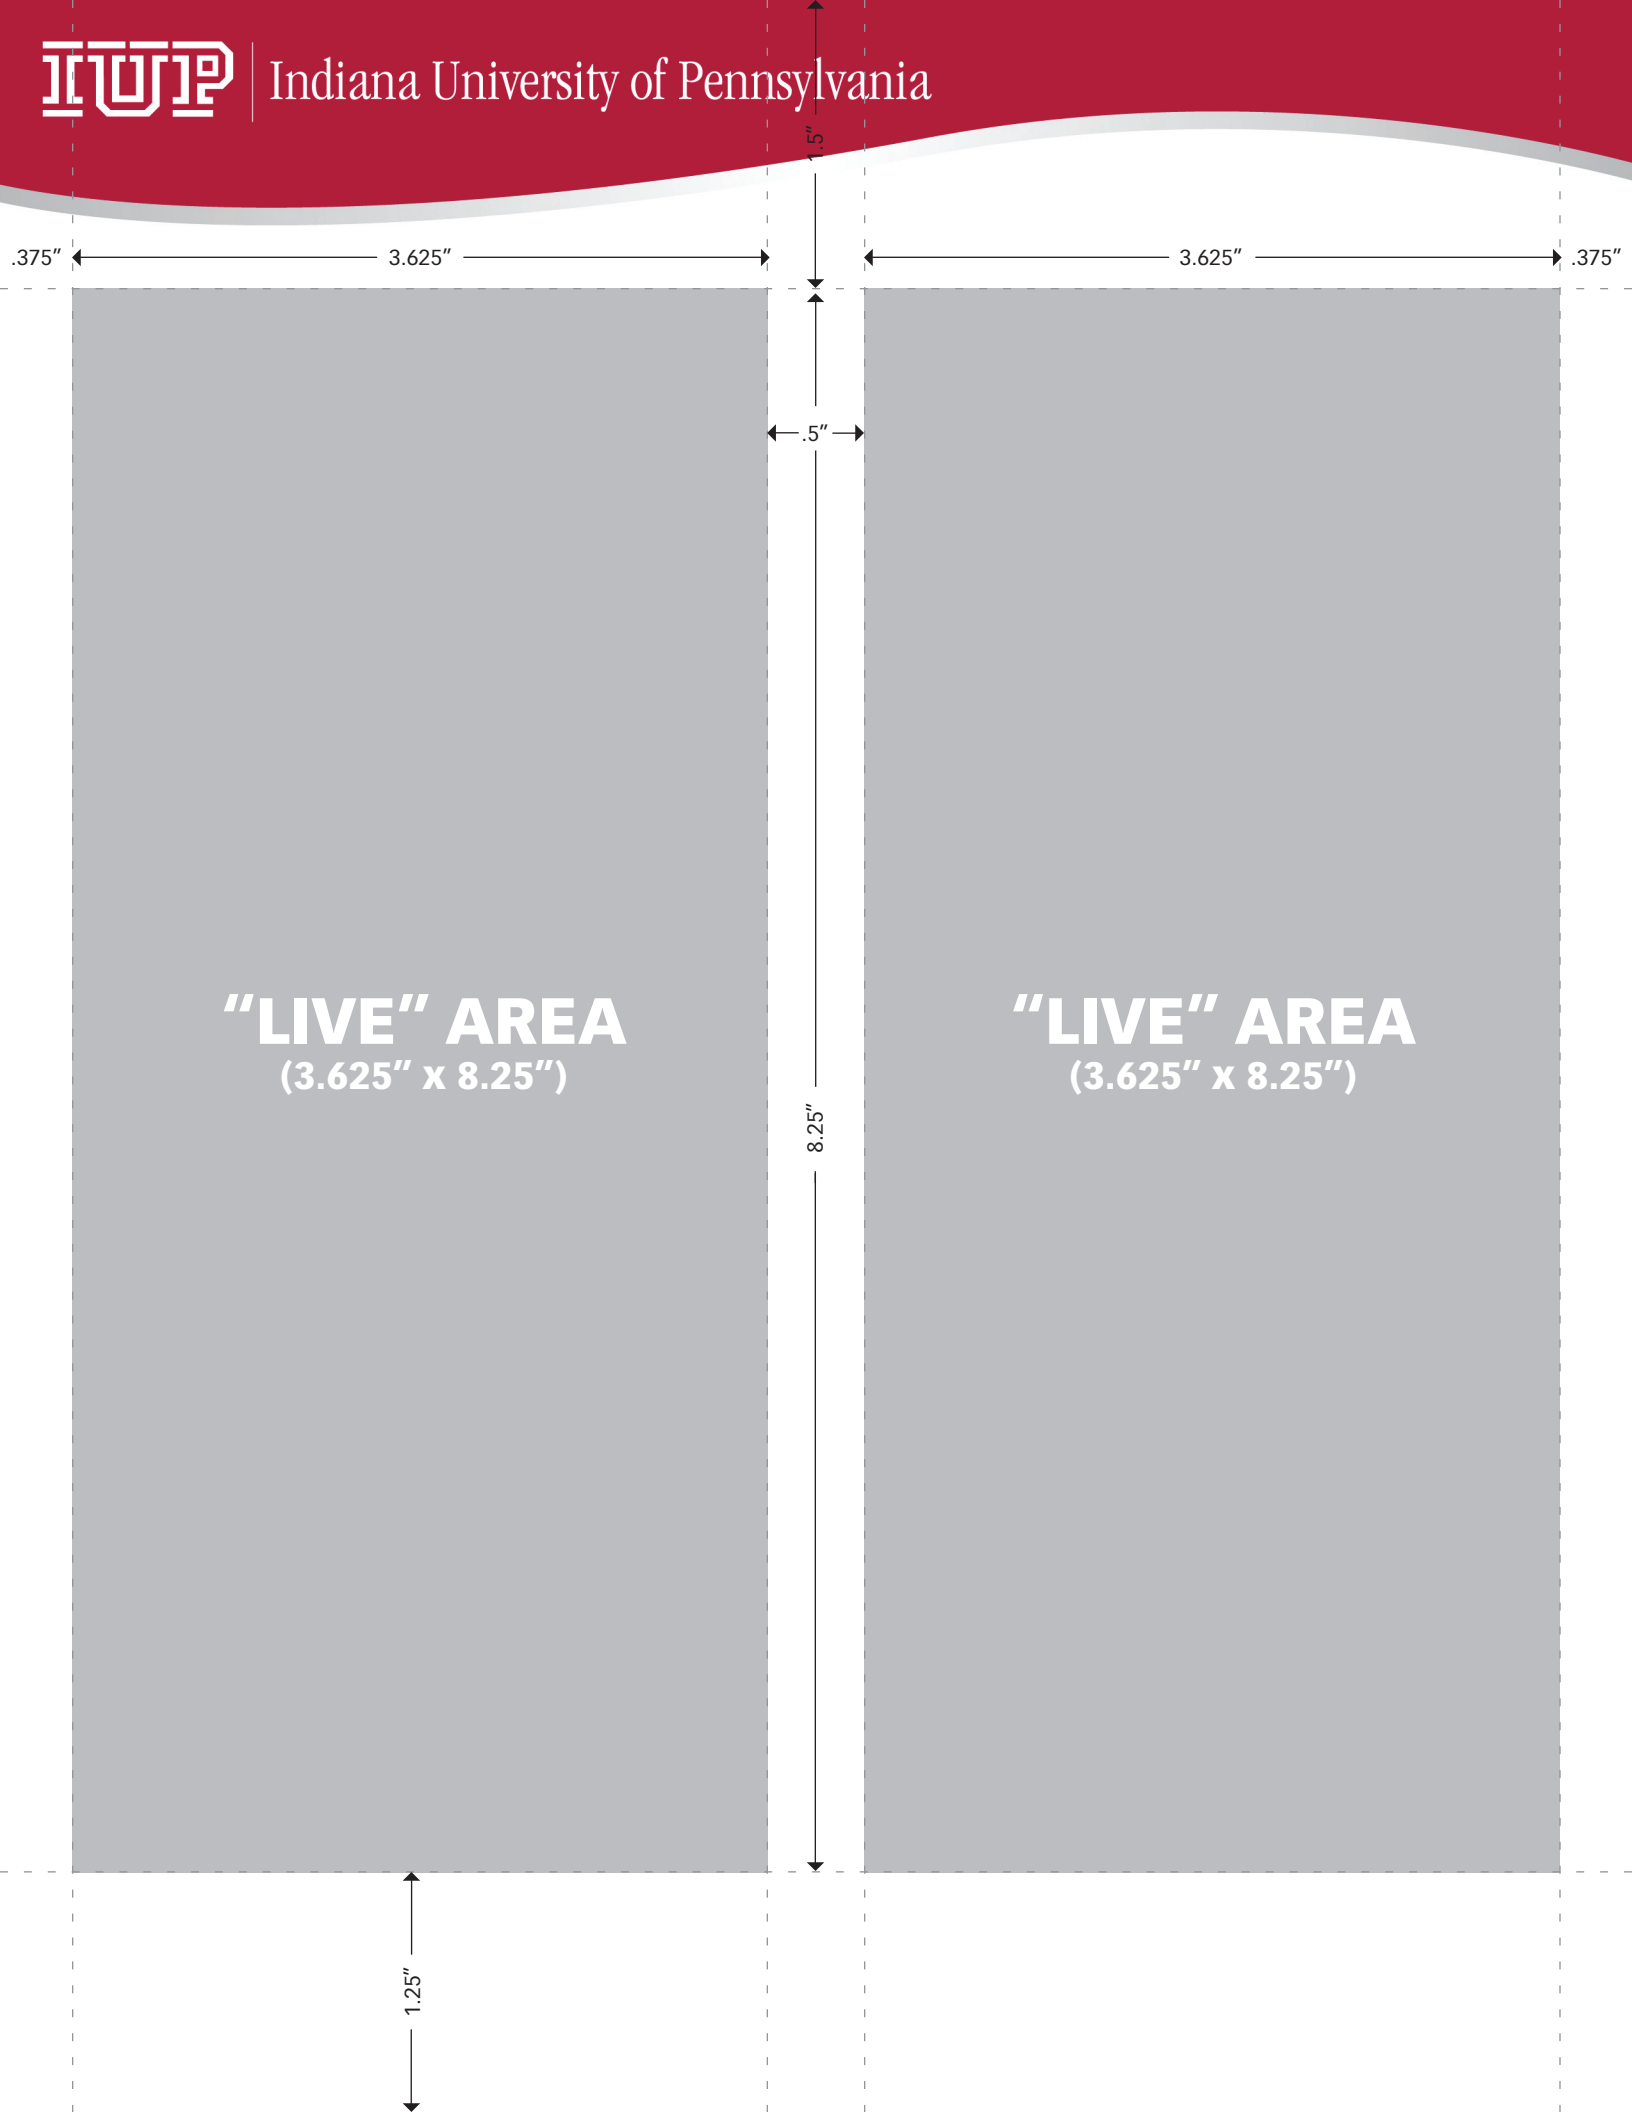 IUP
Indiana University of Pennsylvania
1.5”
.375”
3.625”
3.625”
.375”
.5”
“LIVE” AREA
(3.625” x 8.25”)
“LIVE” AREA
(3.625” x 8.25”)
8.25”
1.25”